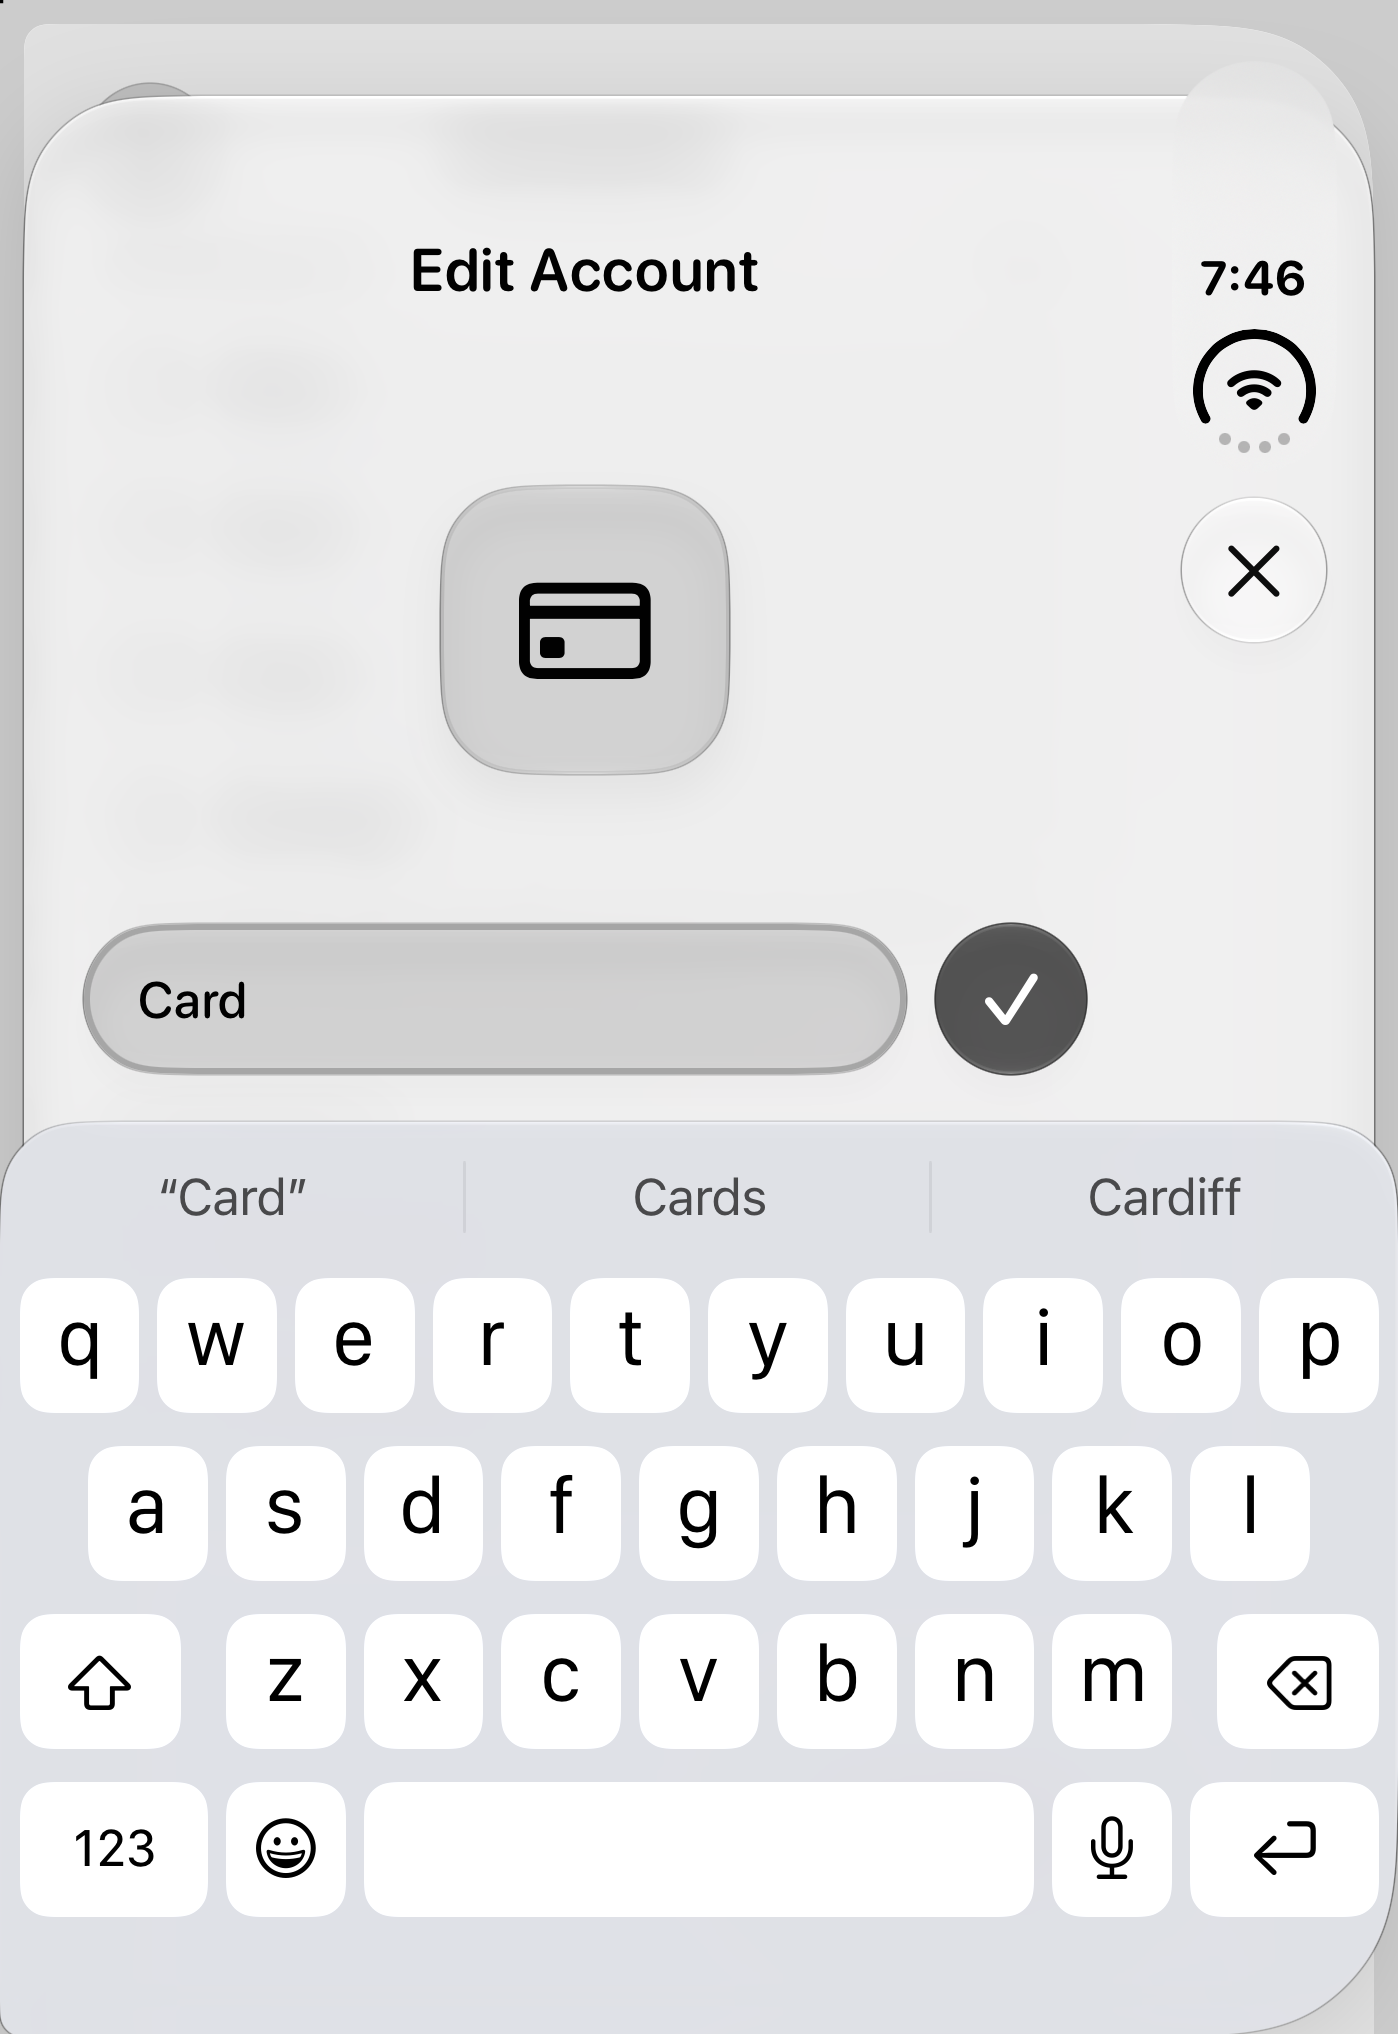 Edit Account
7:46
Card
“Card” Cards Cardiff
q w e r t y u i o p
a s d f g h j k l
z x c v b n m
123